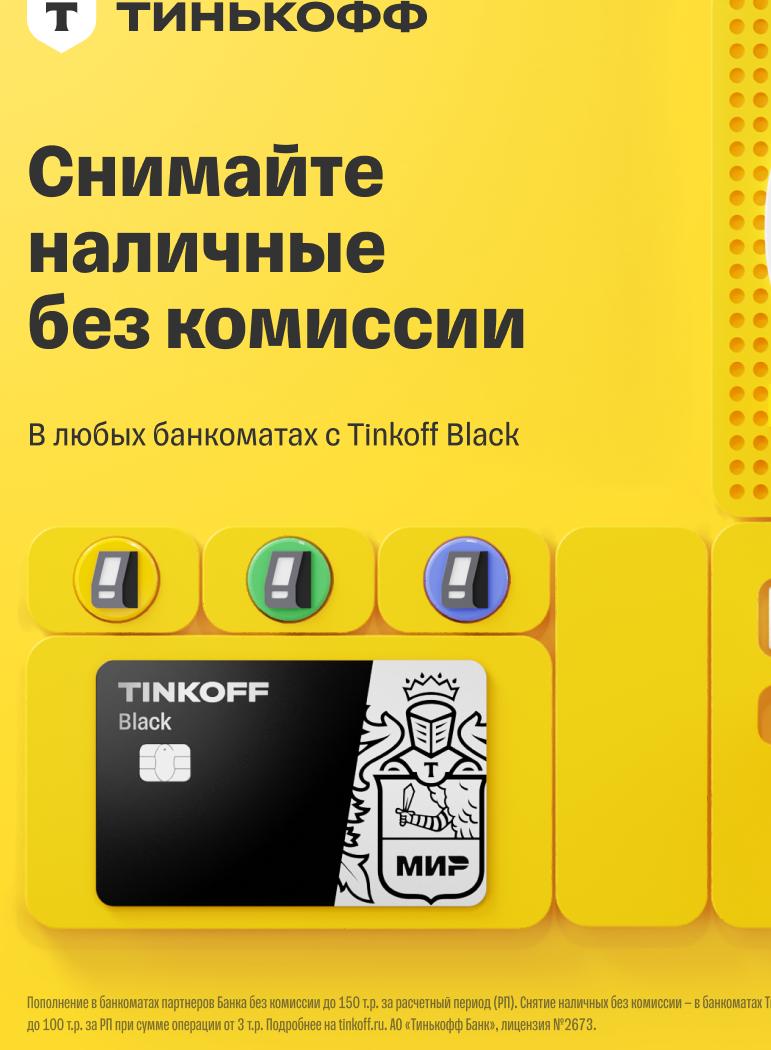 Т ТИНЬКОФФ
Снимайте
наличные
без комиссии
В любых банкоматах с Tinkoff Black
TINKOFF
Black
Т
МИР
Пополнение в банкоматах партнеров Банка без комиссии до 150 т.р. за расчетный период (РП). Снятие наличных без комиссии – в банкоматах
до 100 т.р. за РП при сумме операции от 3 т.р. Подробнее на tinkoff.ru. АО «Тинькофф Банк», лицензия №2673.